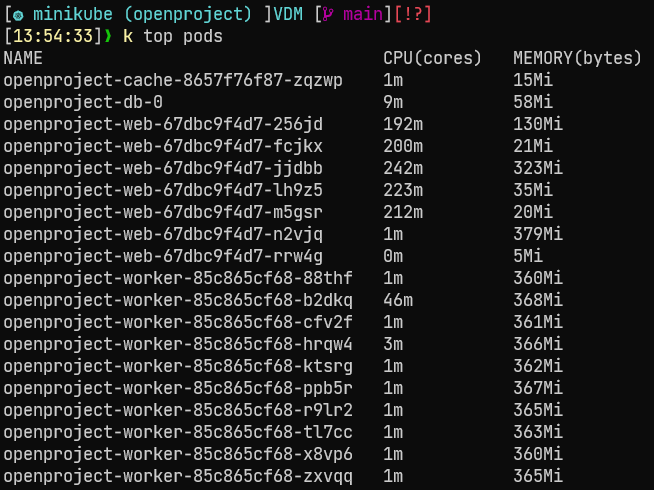 [☸ minikube (openproject) ]VDM [ main][!?]
[13:54:33]❯ k top pods
NAME CPU(cores) MEMORY(bytes)
openproject-cache-8657f76f87-zqzwp 1m 15Mi
openproject-db-0 9m 58Mi
openproject-web-67dbc9f4d7-256jd 192m 130Mi
openproject-web-67dbc9f4d7-fcjkx 200m 21Mi
openproject-web-67dbc9f4d7-jjdbb 242m 323Mi
openproject-web-67dbc9f4d7-lh9z5 223m 35Mi
openproject-web-67dbc9f4d7-m5gsr 212m 20Mi
openproject-web-67dbc9f4d7-n2vjq 1m 379Mi
openproject-web-67dbc9f4d7-rrw4g 0m 5Mi
openproject-worker-85c865cf68-88thf 1m 360Mi
openproject-worker-85c865cf68-b2dkq 46m 368Mi
openproject-worker-85c865cf68-cfv2f 1m 361Mi
openproject-worker-85c865cf68-hrqw4 3m 366Mi
openproject-worker-85c865cf68-ktsrg 1m 362Mi
openproject-worker-85c865cf68-ppb5r 1m 367Mi
openproject-worker-85c865cf68-r9lr2 1m 365Mi
openproject-worker-85c865cf68-tl7cc 1m 363Mi
openproject-worker-85c865cf68-x8vp6 1m 360Mi
openproject-worker-85c865cf68-zxvqq 1m 365Mi